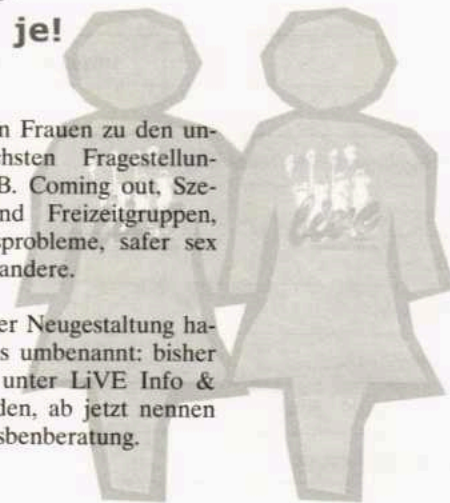 je!
n Frauen zu den un-
chsten Fragestellun-
B. Coming out, Sze-
nd Freizeitgruppen,
sprobleme, safer sex
andere.
er Neugestaltung ha-
s umbenannt: bisher
unter LiVE Info &
den, ab jetzt nennen
sbenberatung.